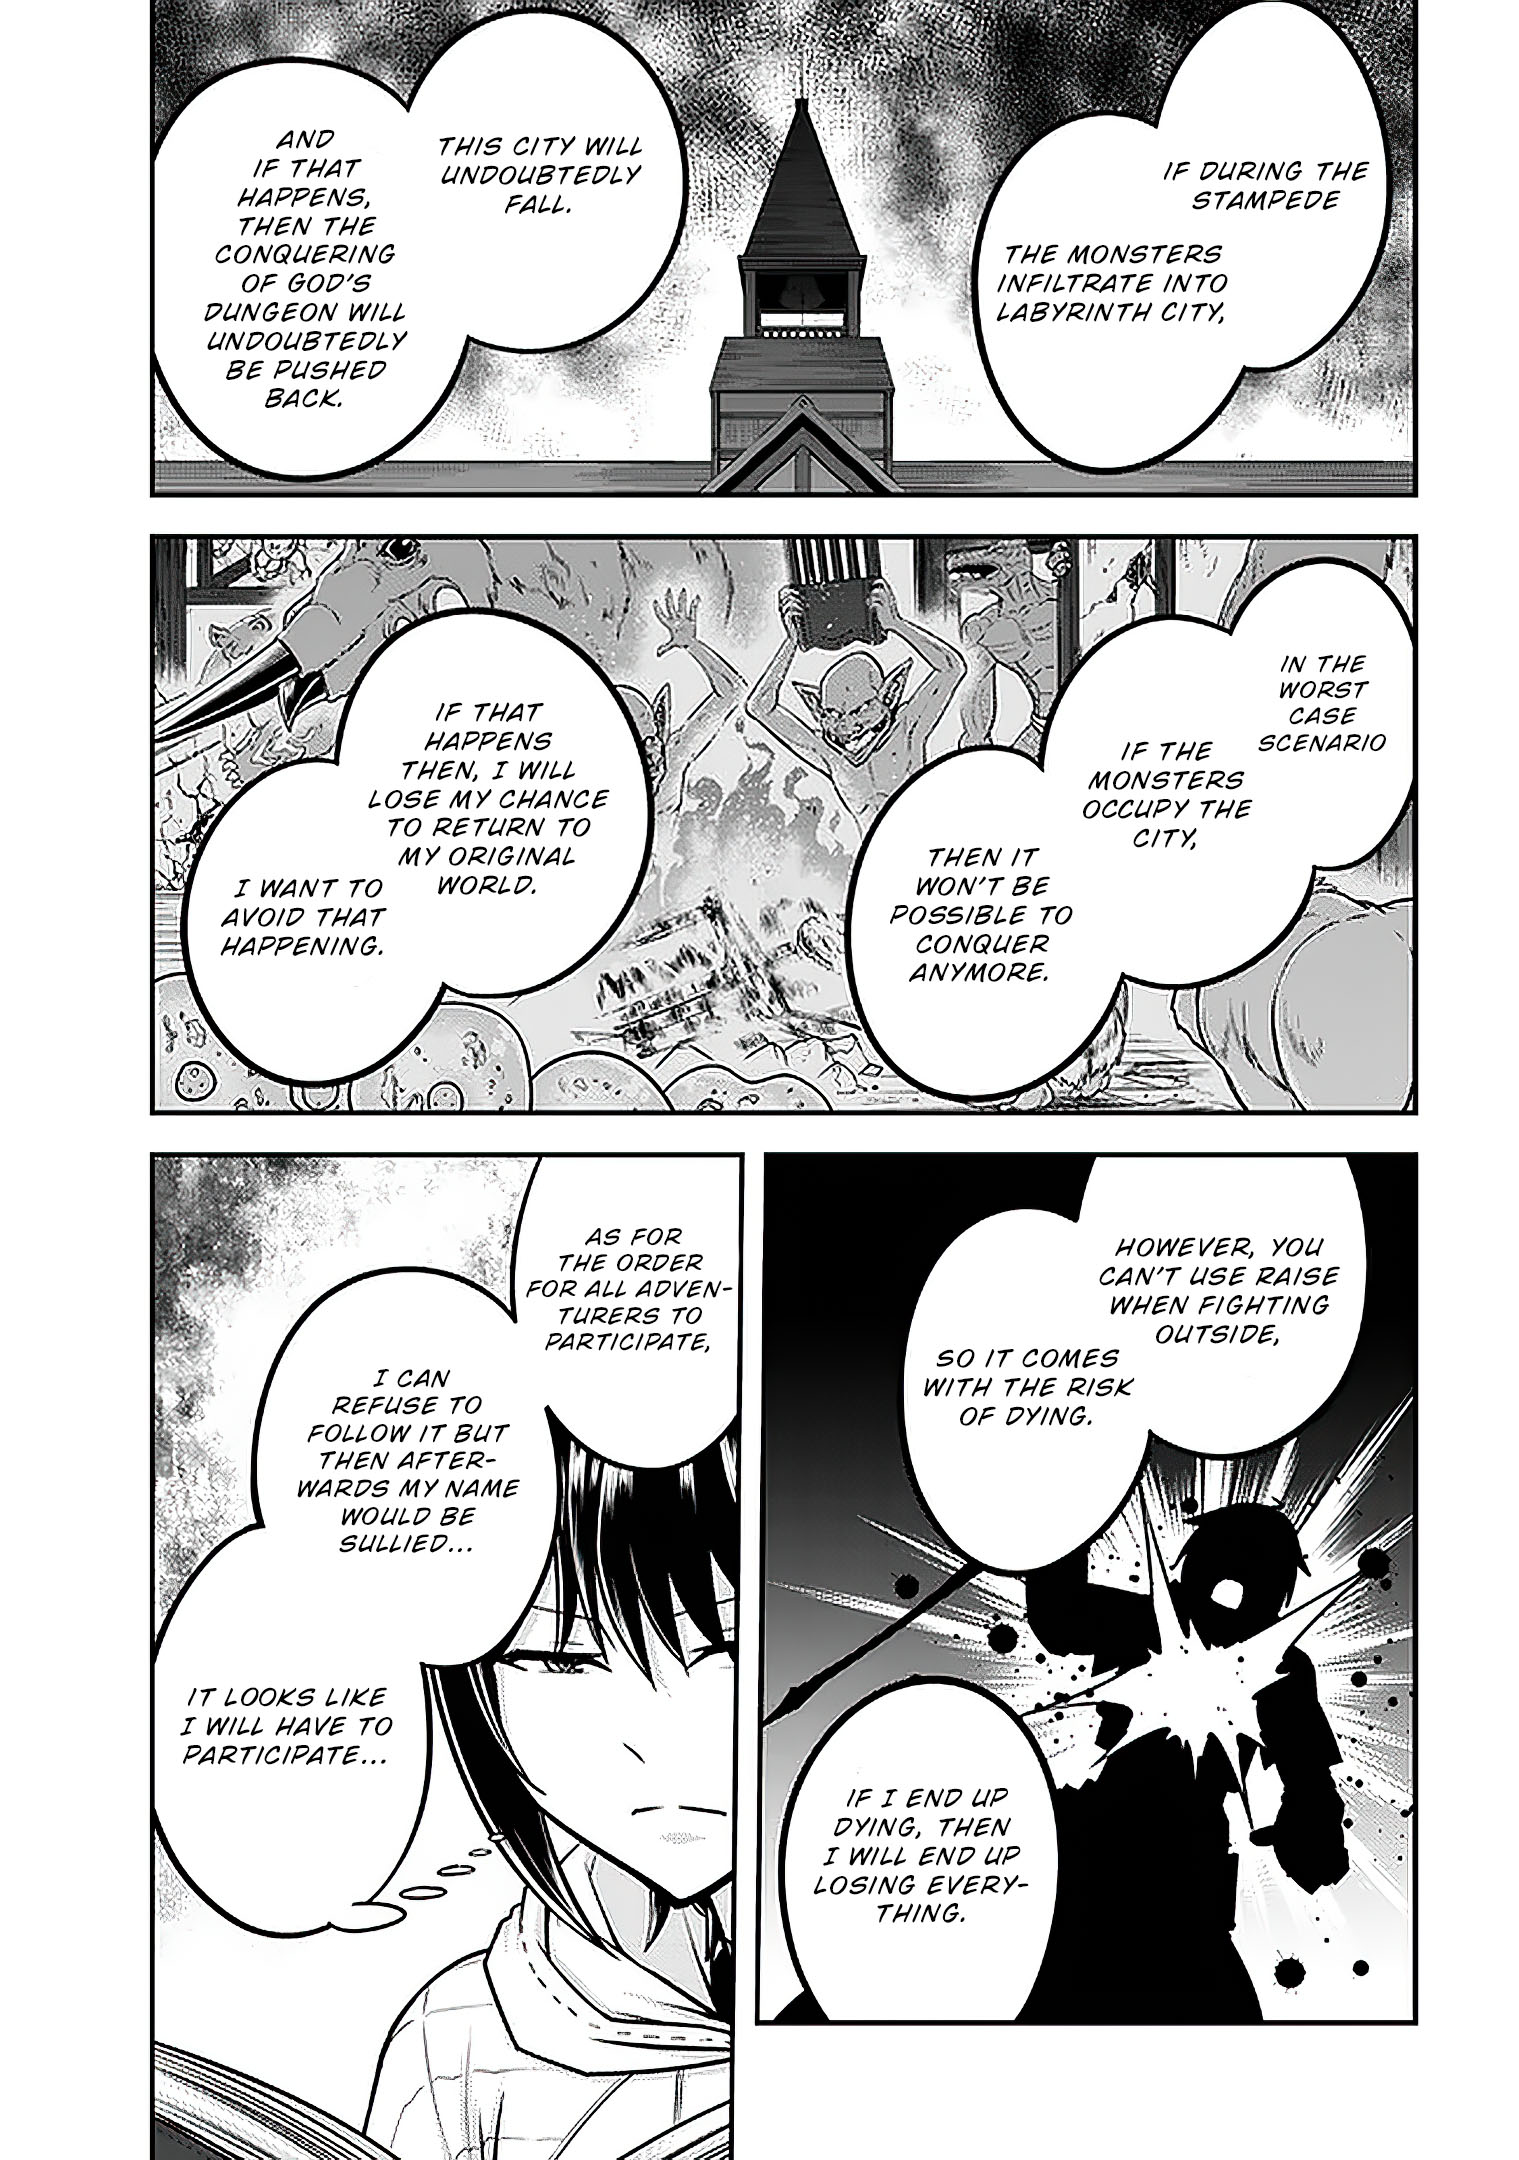 IF DURING THE
STAMPEDE
THE MONSTERS
INFILTRATE INTO
LABYRINTH CITY,
THIS CITY WILL
UNDOUBTEDLY
FALL.
AND
IF THAT
HAPPENS,
THEN THE
CONQUERING
OF GOD'S
DUNGEON WILL
UNDOUBTEDLY
BE PUSHED
BACK.
IN THE
WORST
CASE
SCENARIO
IF THE
MONSTERS
OCCUPY THE
CITY,
THEN IT
WON'T BE
POSSIBLE TO
CONQUER
ANYMORE.
IF THAT
HAPPENS
THEN, I WILL
LOSE MY CHANCE
TO RETURN TO
MY ORIGINAL
WORLD.
I WANT TO
AVOID THAT
HAPPENING.
HOWEVER, YOU
CAN'T USE RAISE
WHEN FIGHTING
OUTSIDE,
SO IT COMES
WITH THE RISK
OF DYING.
IF I END UP
DYING, THEN
I WILL END UP
LOSING EVERY-
THING.
AS FOR
THE ORDER
FOR ALL ADVEN-
TURERS TO
PARTICIPATE,
I CAN
REFUSE TO
FOLLOW IT BUT
THEN AFTER-
WARDS MY NAME
WOULD BE
SULLIED...
IT LOOKS LIKE
I WILL HAVE TO
PARTICIPATE...